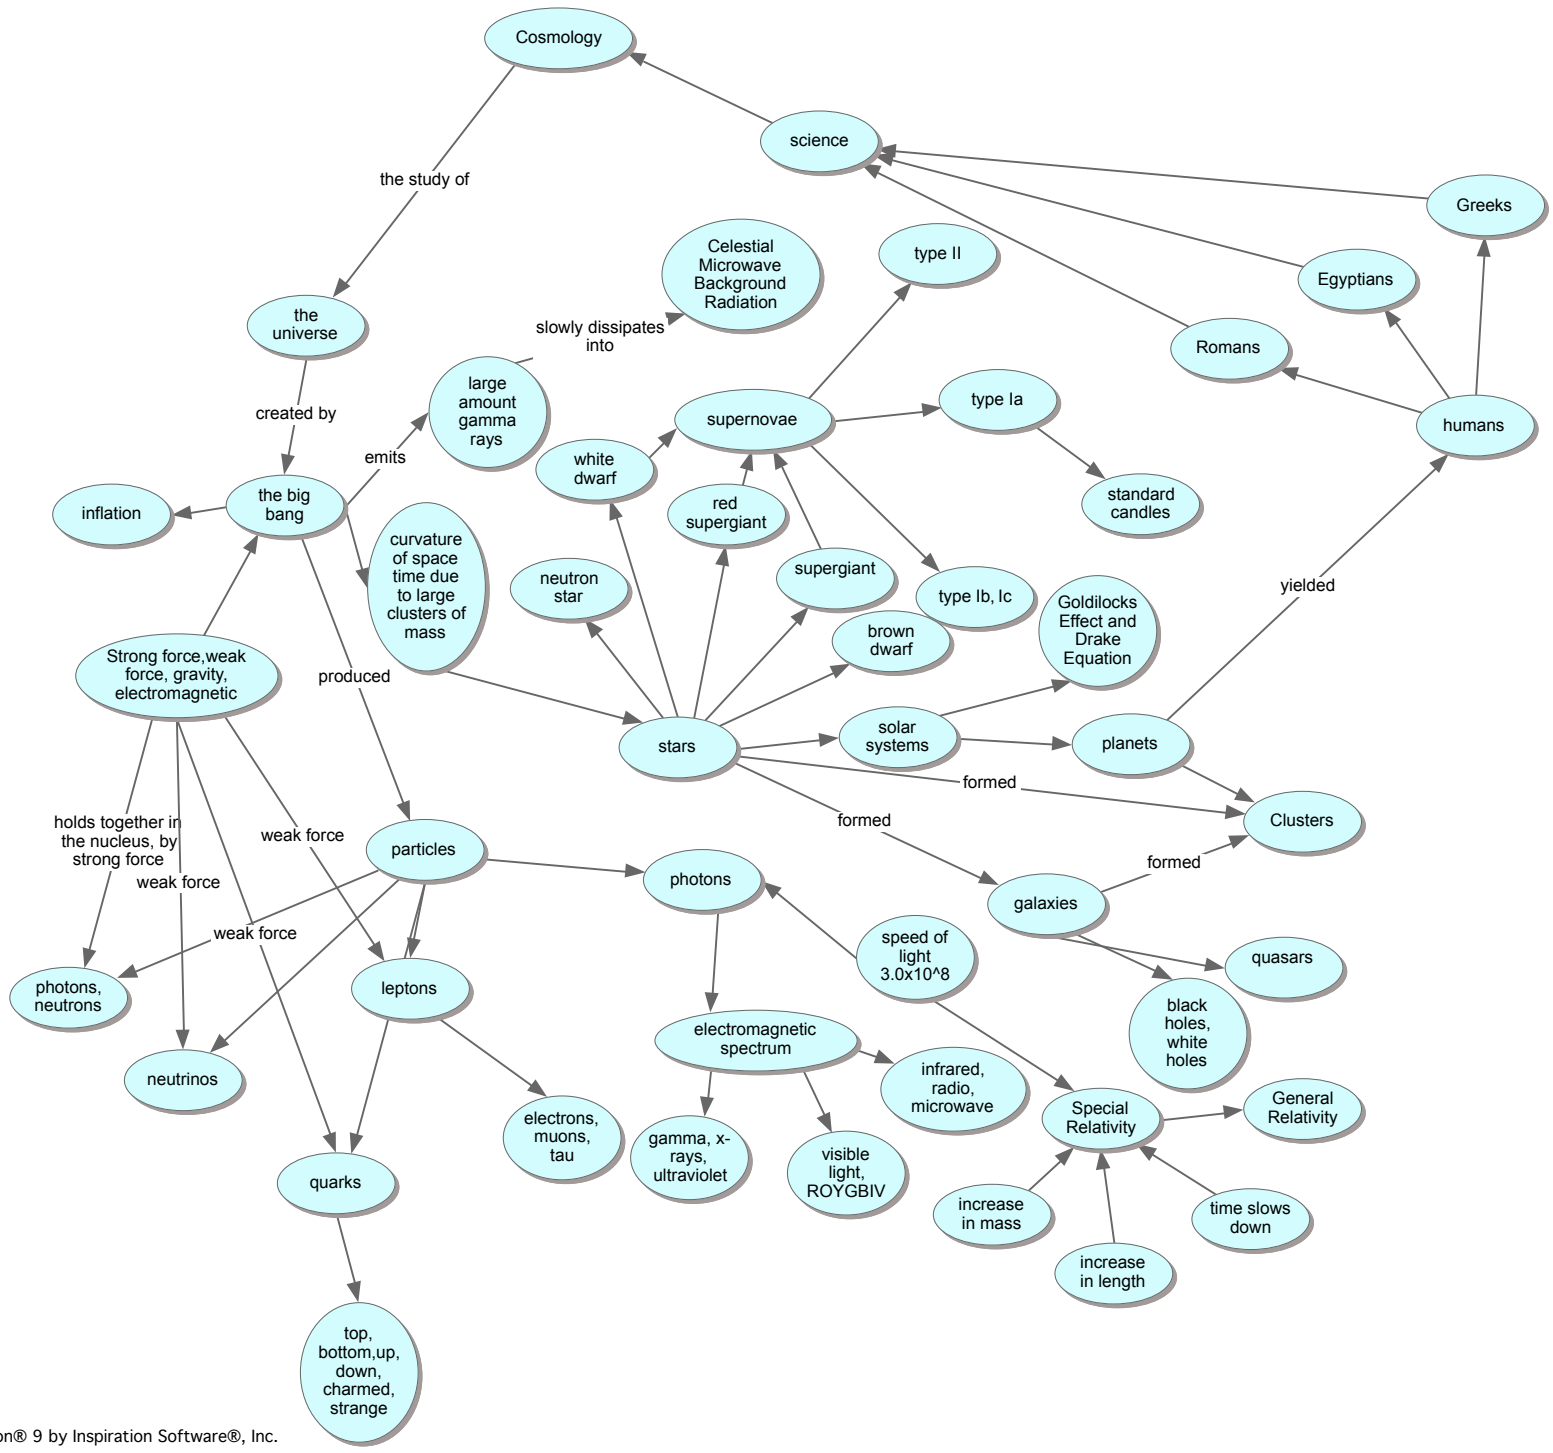 Cosmology
science
the study of
Greeks
Celestial
Microwave
Background
Radiation
type II
Egyptians
the
universe
slowly dissipates
into
Romans
large
amount
gamma
rays
created by
supernovae
type Ia
humans
emits
white
dwarf
the big
bang
inflation
red
supergiant
standard
candles
curvature
of space
time due
to large
clusters of
mass
neutron
star
supergiant
type Ib, Ic
Goldilocks
Effect and
Drake
Equation
yielded
brown
dwarf
Strong force,weak
force, gravity,
electromagnetic
produced
stars
solar
systems
planets
formed
Clusters
formed
formed
holds together in
the nucleus, by
strong force
weak force
weak force
particles
photons
galaxies
weak force
speed of
light
3.0x10^8
quasars
photons,
neutrons
leptons
black
holes,
white
holes
electromagnetic
spectrum
neutrinos
infrared,
radio,
microwave
Special
Relativity
General
Relativity
electrons,
muons,
tau
gamma, x-
rays,
ultraviolet
visible
light,
ROYGBIV
quarks
increase
in mass
time slows
down
increase
in length
top,
bottom,up,
down,
charmed,
strange
on® 9 by Inspiration Software®, Inc.